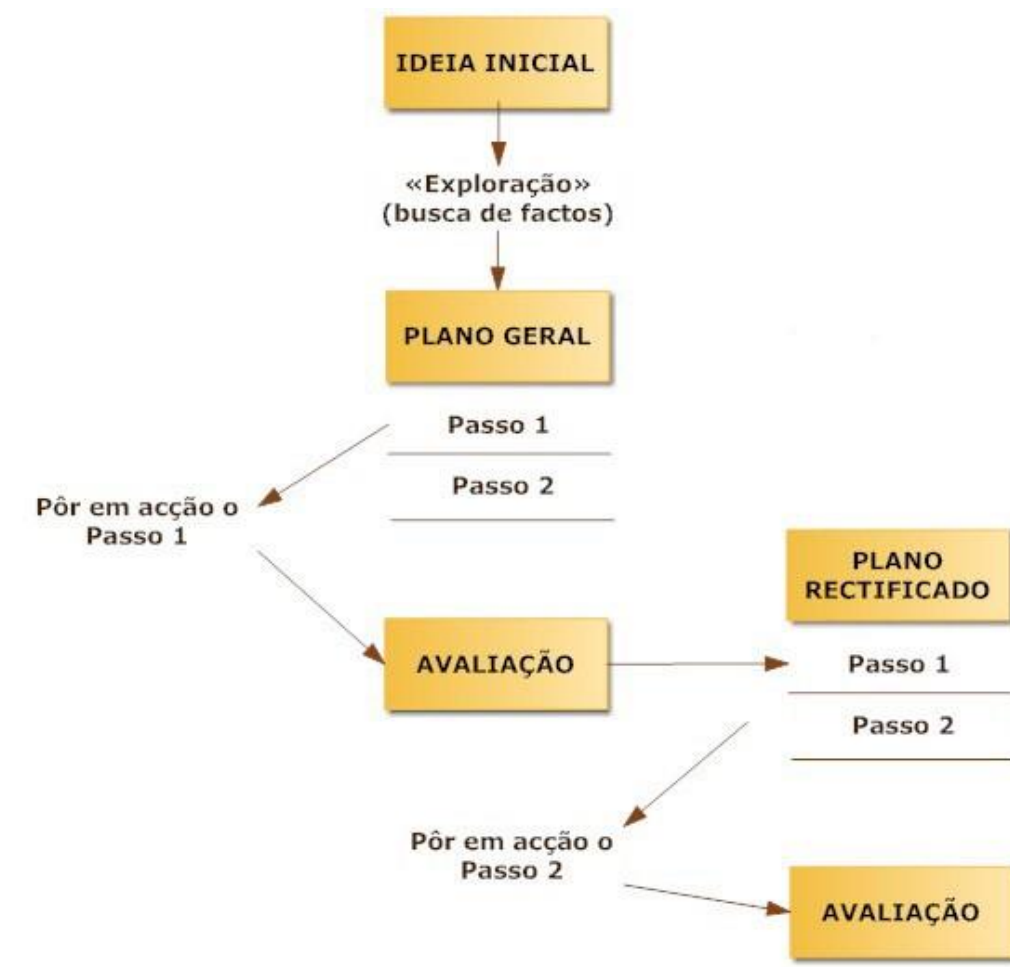 IDEIA INICIAL
«Exploração»
(busca de factos)
PLANO GERAL
Passo 1
Passo 2
Pôr em acção o
Passo 1
AVALIAÇÃO
PLANO
RECTIFICADO
Passo 1
Passo 2
Pôr em acção o
Passo 2
AVALIAÇÃO